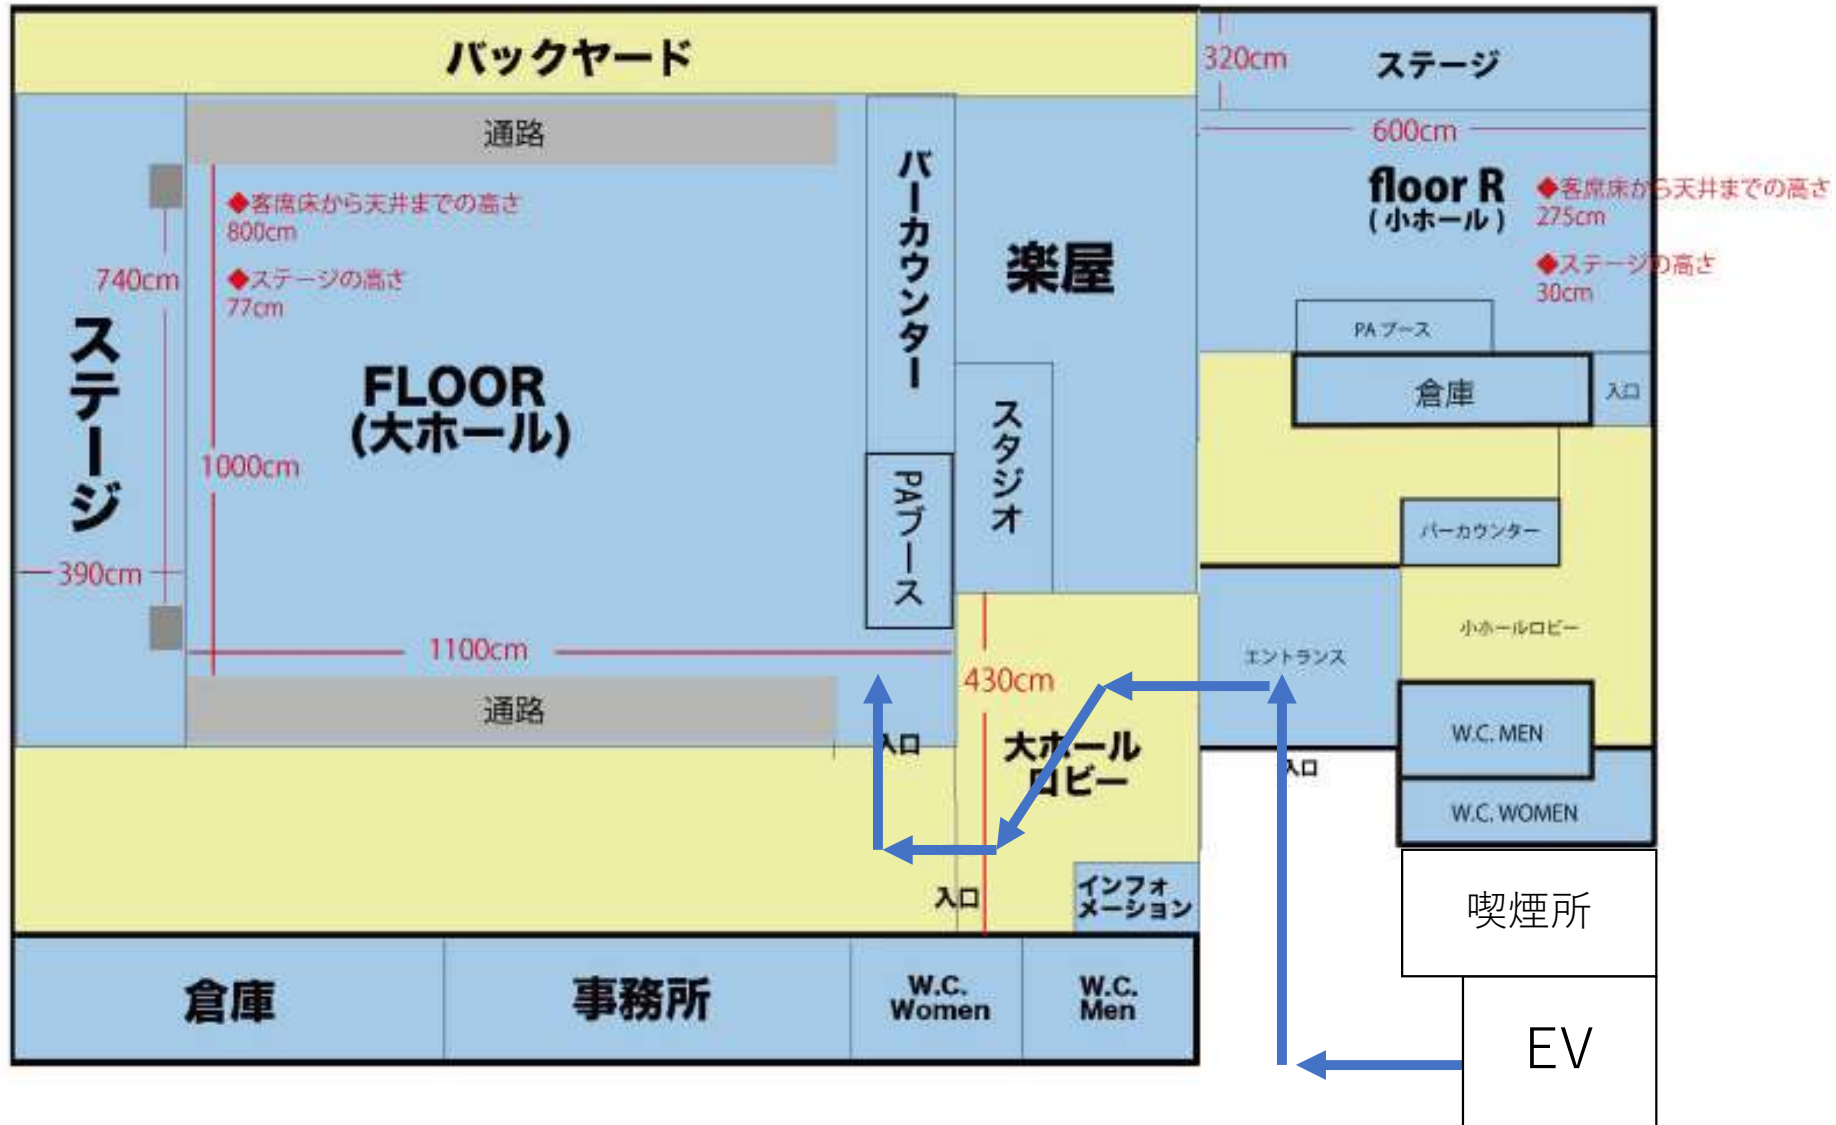 バックヤード
320cm
ステージ
600cm
通路
バーカウンター
floor R
(小ホール)
◆客席床から天井までの高さ
275cm
◆ステージの高さ
30cm
◆客席床から天井までの高さ
800cm
◆ステージの高さ
77cm
740cm
楽屋
PAブース
ステージ
FLOOR
(大ホール)
スタジオ
倉庫
入口
1000cm
PAブース
バーカウンター
390cm
小ホールロビー
1100cm
430cm
エントランス
通路
入口
大ホール
ロビー
入口
W.C. MEN
W.C. WOMEN
入口
インフォ
メーション
喫煙所
倉庫
事務所
W.C.
Women
W.C.
Men
EV